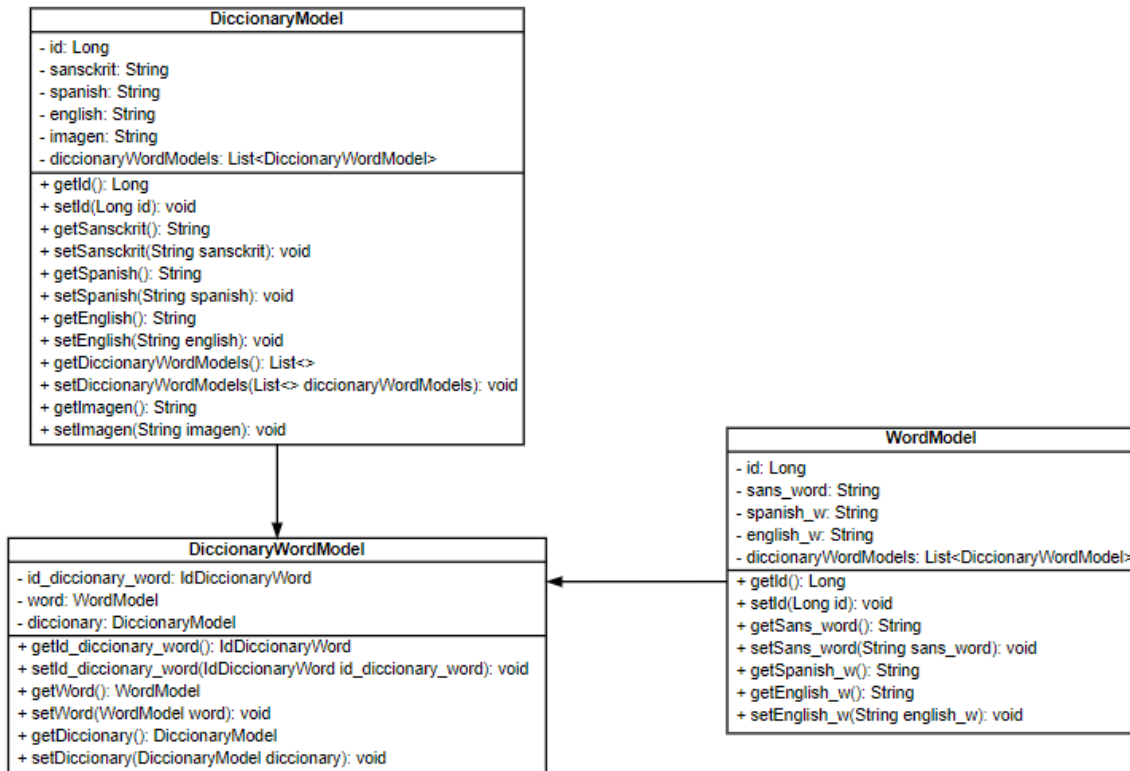 DiccionaryModel
- id: Long
- sansckrit: String
- spanish: String
- english: String
- imagen: String
- diccionaryWordModels: List<DiccionaryWordModel>
+ getId(): Long
+ setId(Long id): void
+ getSansckrit(): String
+ setSansckrit(String sansckrit): void
+ getSpanish(): String
+ setSpanish(String spanish): void
+ getEnglish(): String
+ setEnglish(String english): void
+ getDiccionaryWordModels(): List<>
+ setDiccionaryWordModels(List<> diccionaryWordModels): void
+ getImagen(): String
+ setImagen(String imagen): void
DiccionaryWordModel
- id_diccionary_word: IdDiccionaryWord
- word: WordModel
- diccionary: DiccionaryModel
+ getId_diccionary_word(): IdDiccionaryWord
+ setId_diccionary_word(IdDiccionaryWord id_diccionary_word): void
+ getWord(): WordModel
+ setWord(WordModel word): void
+ getDiccionary(): DiccionaryModel
+ setDiccionary(DiccionaryModel diccionary): void
WordModel
- id: Long
- sans_word: String
- spanish_w: String
- english_w: String
- diccionaryWordModels: List<DiccionaryWordModel>
+ getId(): Long
+ setId(Long id): void
+ getSans_word(): String
+ setSans_word(String sans_word): void
+ getSpanish_w(): String
+ getEnglish_w(): String
+ setEnglish_w(String english_w): void